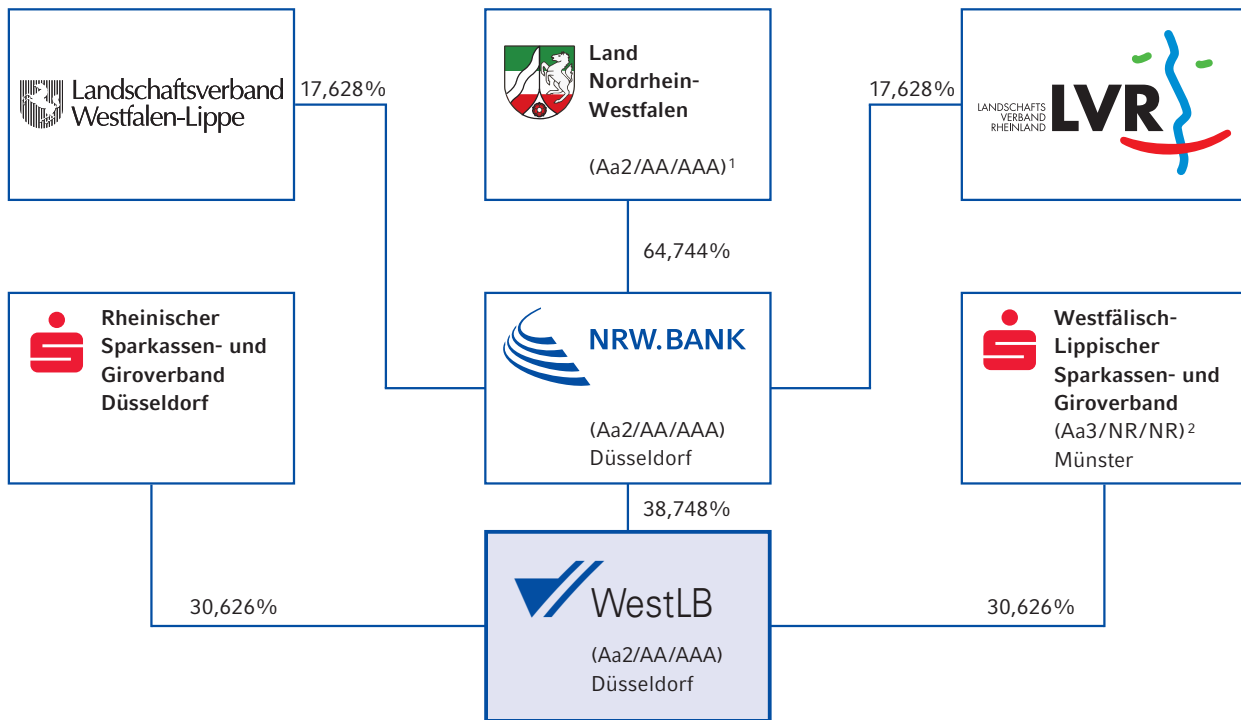 Landschaftsverband
Westfalen-Lippe
17,628%
Land
Nordrhein-
Westfalen
(Aa2/AA/AAA)¹
17,628%
LANDSCHAFTS
VERBAND
RHEINLAND
LVR
64,744%
Rheinischer
Sparkassen- und
Giroverband
Düsseldorf
NRW.BANK
(Aa2/AA/AAA)
Düsseldorf
Westfälisch-
Lippischer
Sparkassen- und
Giroverband
(Aa3/NR/NR)²
Münster
38,748%
30,626%
WestLB
(Aa2/AA/AAA)
Düsseldorf
30,626%